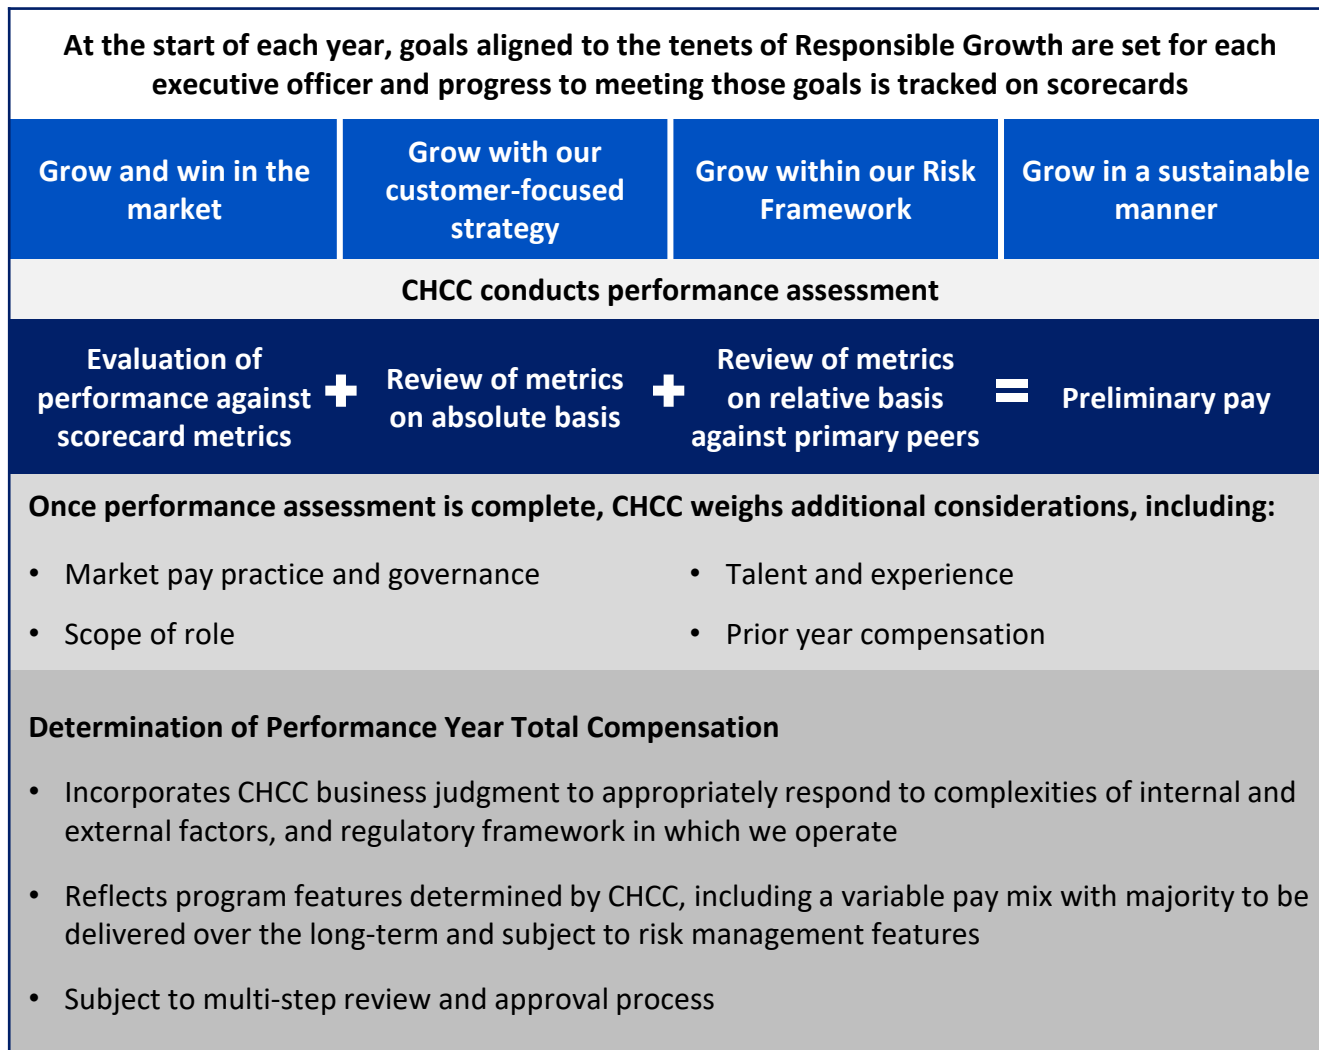 At the start of each year, goals aligned to the tenets of Responsible Growth are set for each
executive officer and progress to meeting those goals is tracked on scorecards
Grow and win in the
market
Grow with our
customer-focused
strategy
Grow within our Risk
Framework
Grow in a sustainable
manner
CHCC conducts performance assessment
Evaluation of
performance against
scorecard metrics
+
Review of metrics
on absolute basis
+
Review of metrics
on relative basis
against primary peers
=
Preliminary pay
Once performance assessment is complete, CHCC weighs additional considerations, including:
• Market pay practice and governance
• Scope of role
• Talent and experience
• Prior year compensation
Determination of Performance Year Total Compensation
• Incorporates CHCC business judgment to appropriately respond to complexities of internal and
external factors, and regulatory framework in which we operate
• Reflects program features determined by CHCC, including a variable pay mix with majority to be
delivered over the long-term and subject to risk management features
• Subject to multi-step review and approval process